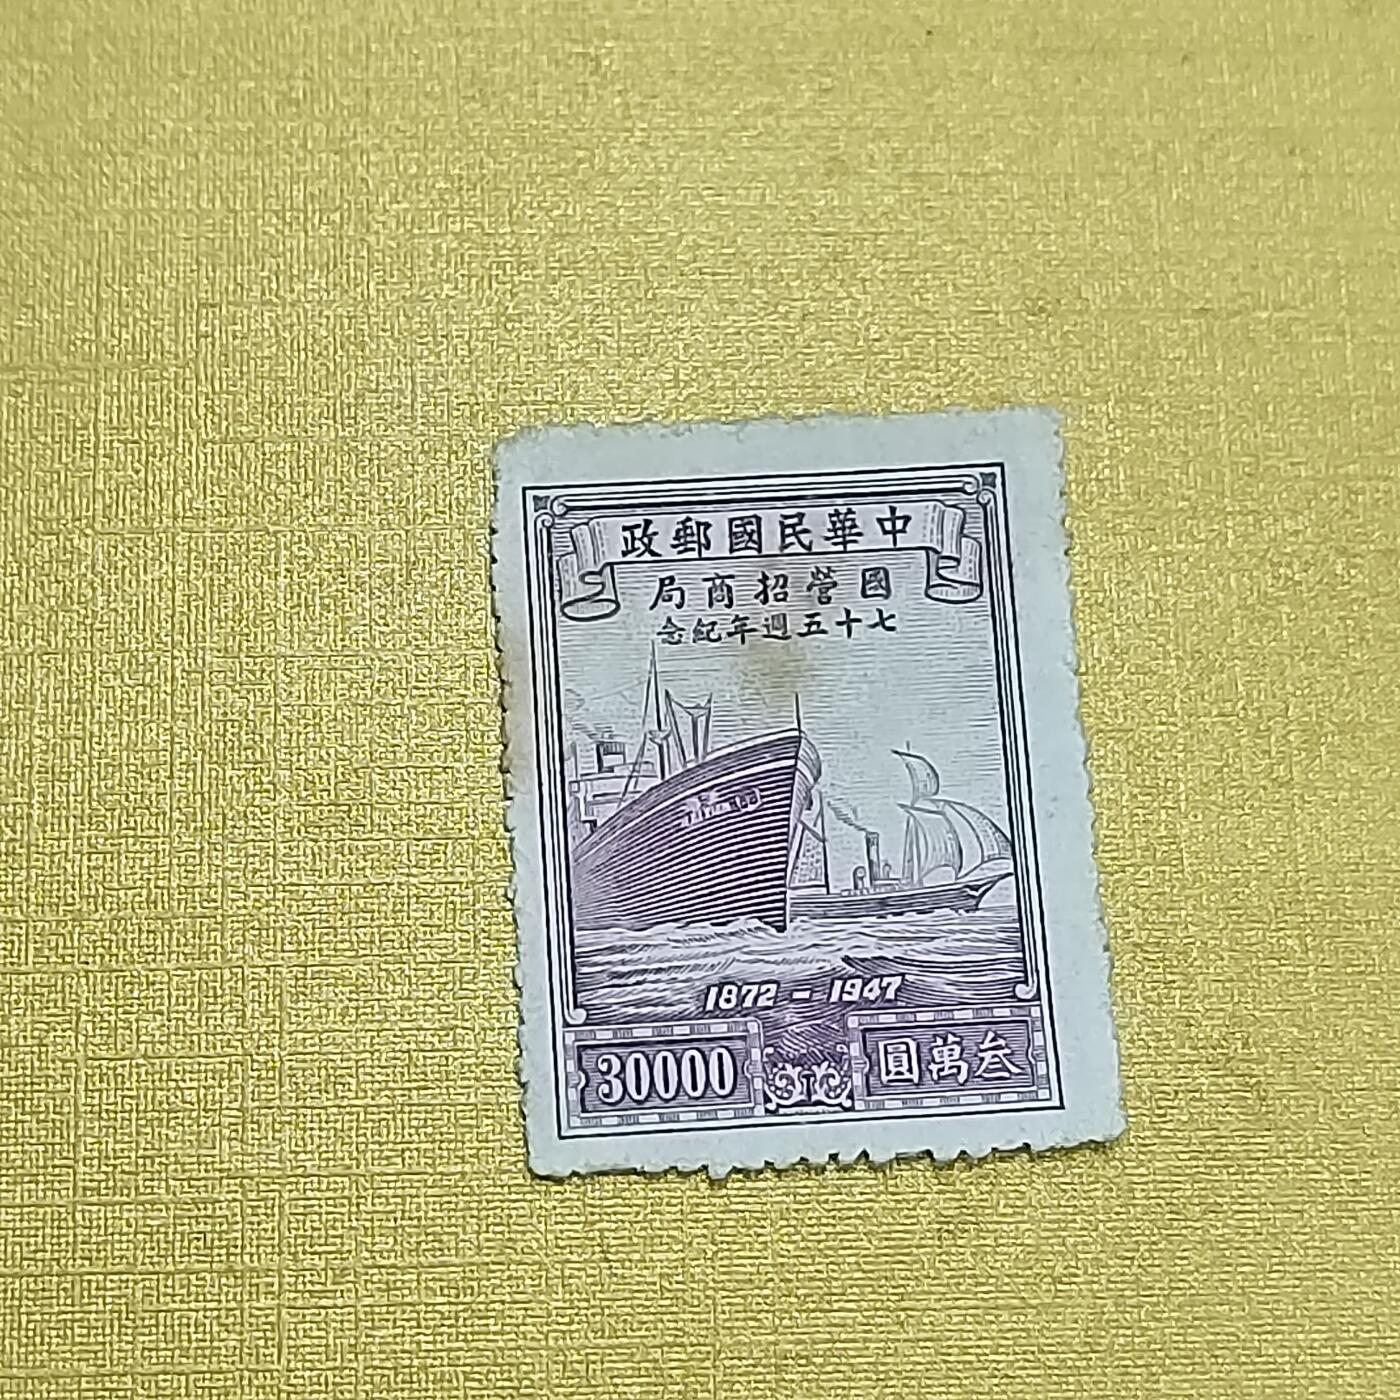 中華民國郵政
國營招商局
七十五週年紀念
1872 - 1947
30000
叁萬圓